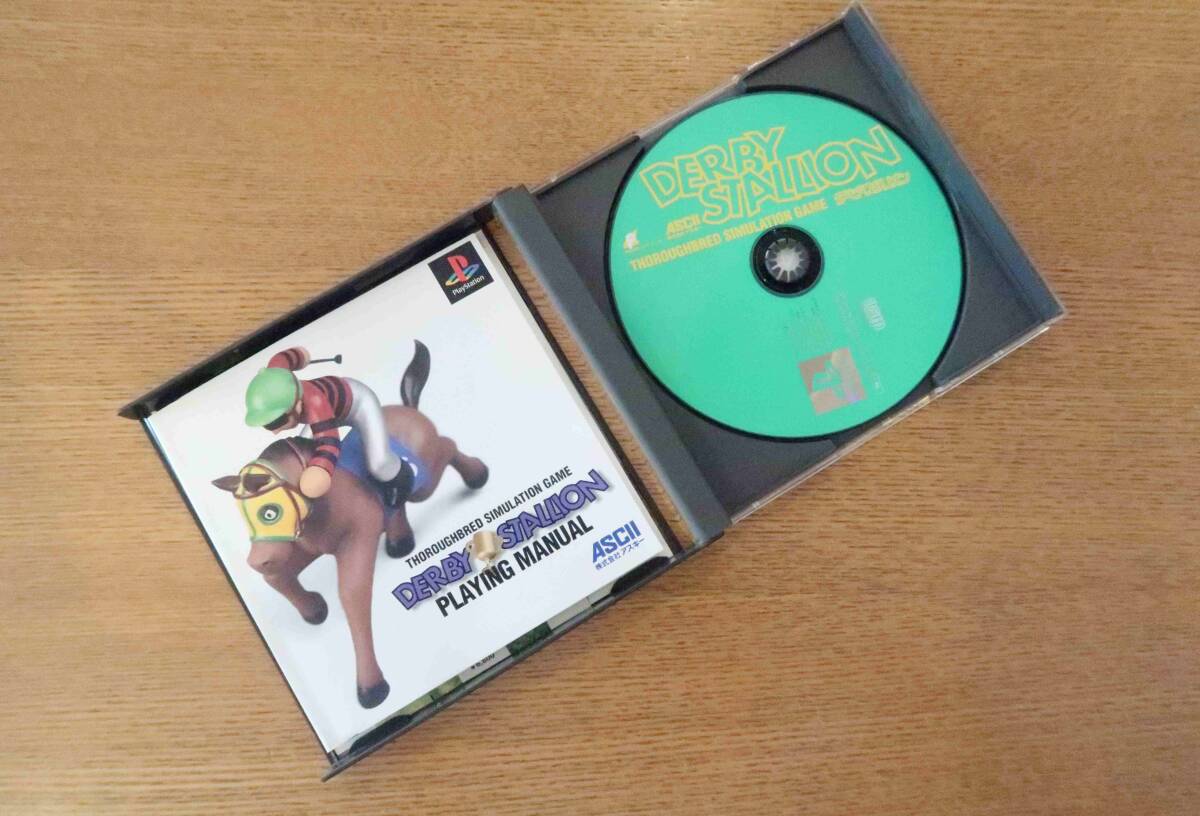 PlayStation
THOROUGHBRED SIMULATION GAME
DERBY STALLION
PLAYING MANUAL
ASCII
株式会社アスキー
DERBY
STALLION
ASCII
THOROUGHBRED SIMULATION GAME